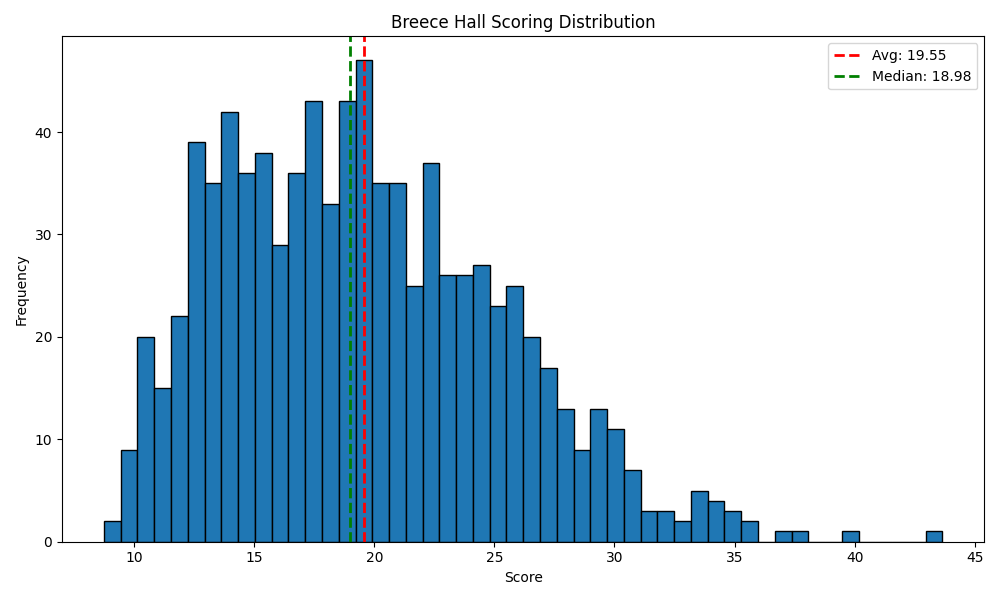 Breece Hall Scoring Distribution
Avg: 19.55
Median: 18.98
Frequency
40
30
20
10
0
10 15 20 25 30 35 40 45
Score